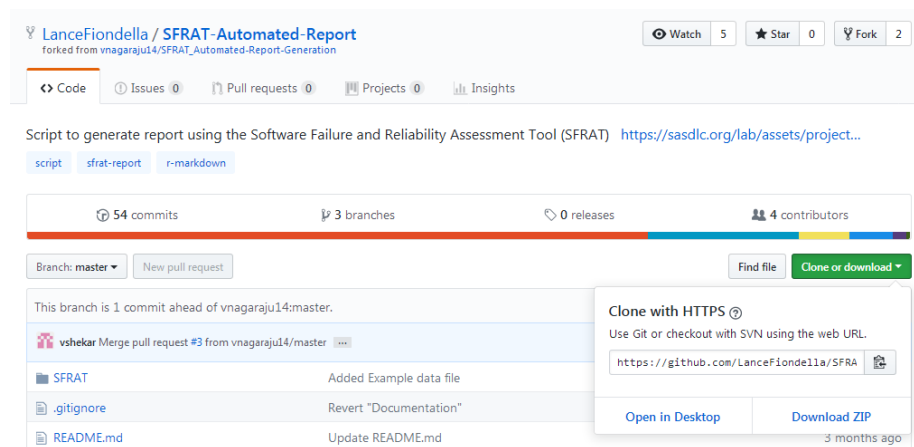 LanceFiondella / SFRAT-Automated-Report
forked from vnagaraju14/SFRAT_Automated-Report-Generation
Watch 5 Star 0 Fork 2
<> Code Issues 0 Pull requests 0 Projects 0 Insights
Script to generate report using the Software Failure and Reliability Assessment Tool (SFRAT) https://sasdlc.org/lab/assets/project...
script sfrat-report r-markdown
54 commits 3 branches 0 releases 4 contributors
Branch: master New pull request Find file Clone or download
This branch is 1 commit ahead of vnagaraju14:master.
vshekar Merge pull request #3 from vnagaraju14/master ...
Clone with HTTPS ?
Use Git or checkout with SVN using the web URL.
https://github.com/LanceFiondella/SFRA
Open in Desktop Download ZIP
SFRAT Added Example data file
.gitignore Revert "Documentation"
README.md Update README.md 3 months ago